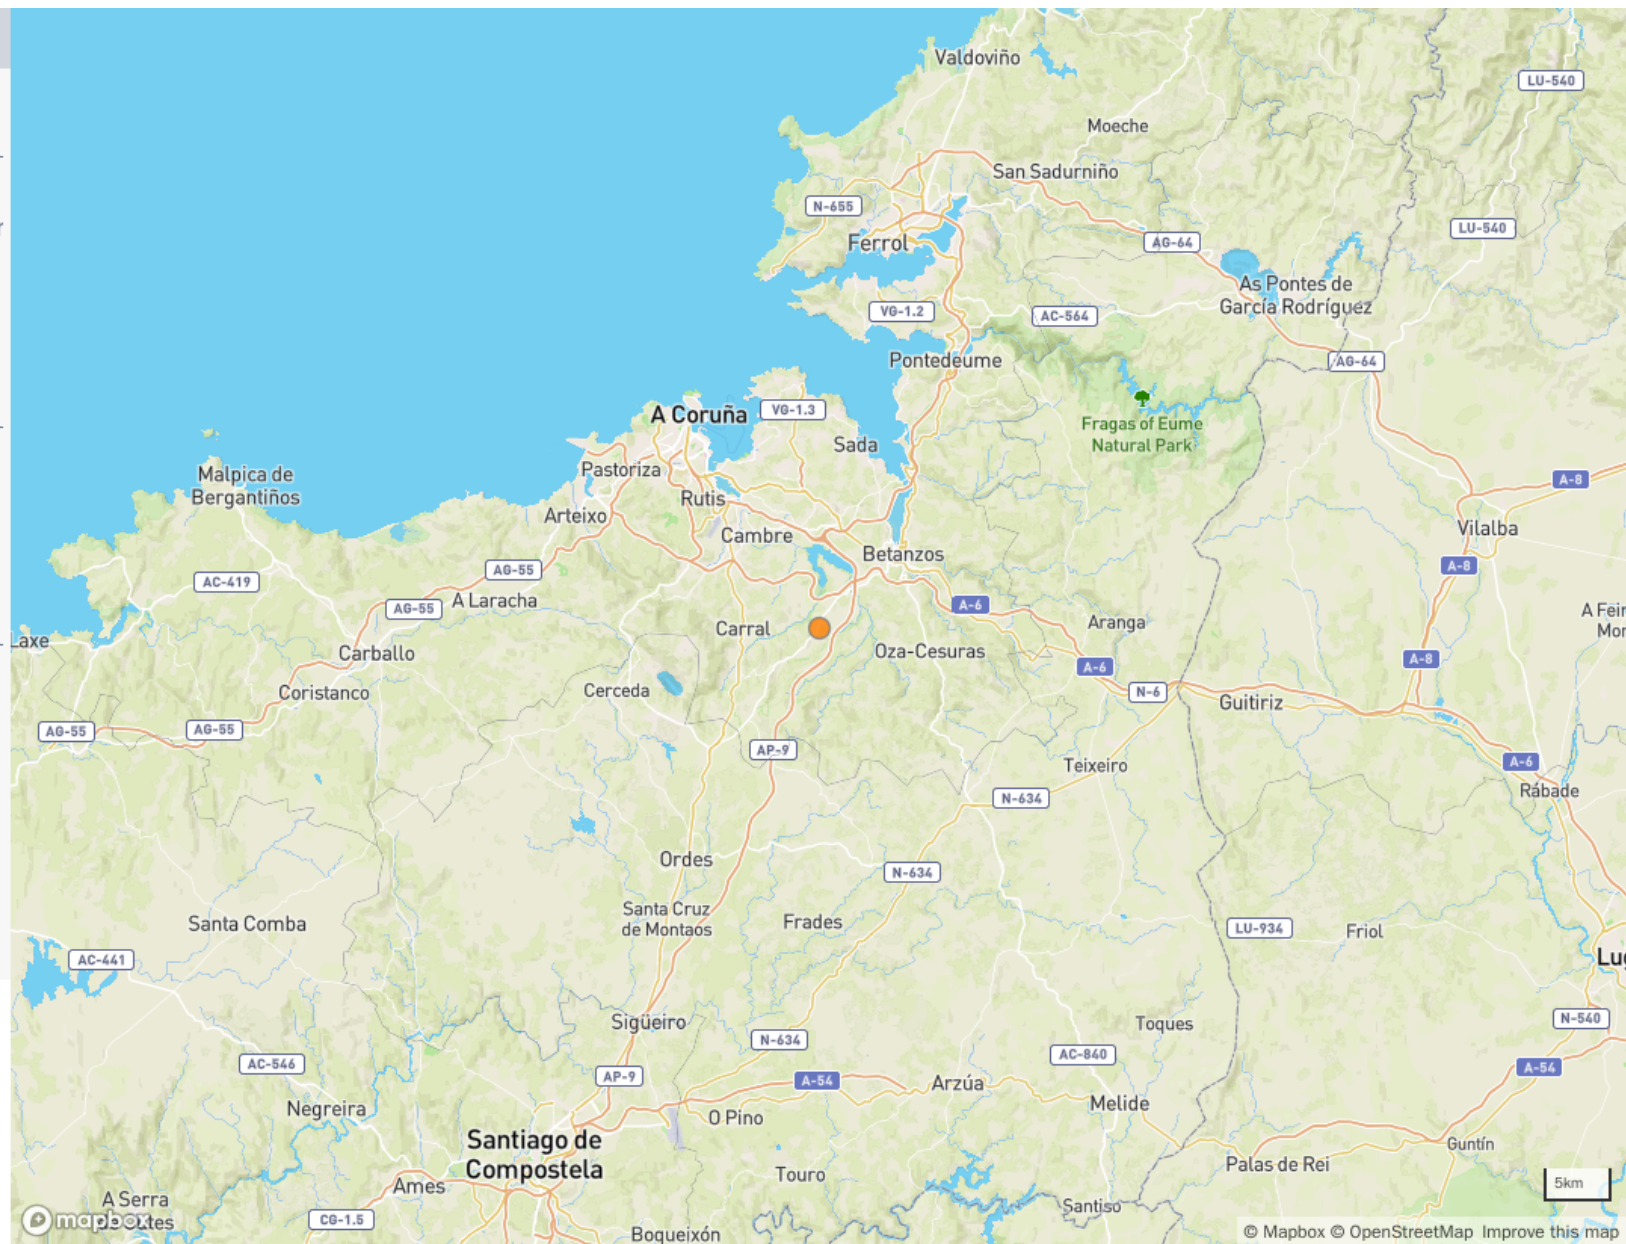 Valdoviño
LU-540
Moeche
San Sadurniño
N-655
LU-540
Ferrol
AG-64
As Pontes de
García Rodríguez
VG-1.2
AC-564
Pontedeume
AG-64
A Coruña
VG-1.3
Fragas of Eume
Natural Park
Sada
Pastoriza
Malpica de
Bergantiños
A-8
Rutis
Arteixo
Vilalba
Cambre
Betanzos
AG-55
A-8
AC-419
A Laracha
AG-55
A-6
A Feir
Mon
Aranga
Carral
Laxe
Carballo
Oza-Cesuras
A-8
A-6
Coristanco
Cerceda
N-6
Guitiriz
AG-55
AG-55
AP-9
Teixeiro
A-6
Rábade
N-634
Ordes
N-634
Santa Cruz
de Montaos
Frades
Santa Comba
LU-934
Friol
AC-441
Lug
Sigüeiro
Toques
N-540
N-634
AC-840
AC-546
AP-9
A-54
Arzúa
A-54
Negreira
O Pino
Melide
Santiago de
Compostela
Guntín
Palas de Rei
Touro
Ames
5km
A Serra
Santiso
mapbox
CG-1.5
Boqueixón
© Mapbox © OpenStreetMap Improve this map